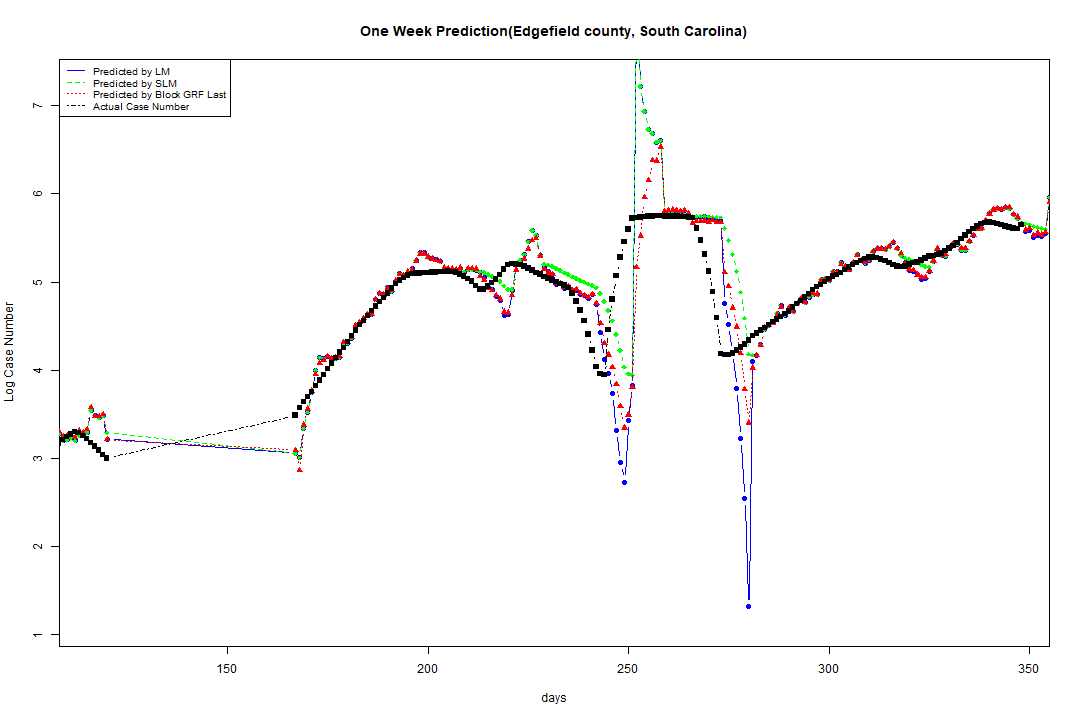 One Week Prediction(Edgefield county, South Carolina)
Predicted by LM
Predicted by SLM
Predicted by Block GRF Last
Actual Case Number
Log Case Number
7
6
5
4
3
2
1
150 200 250 300 350
days